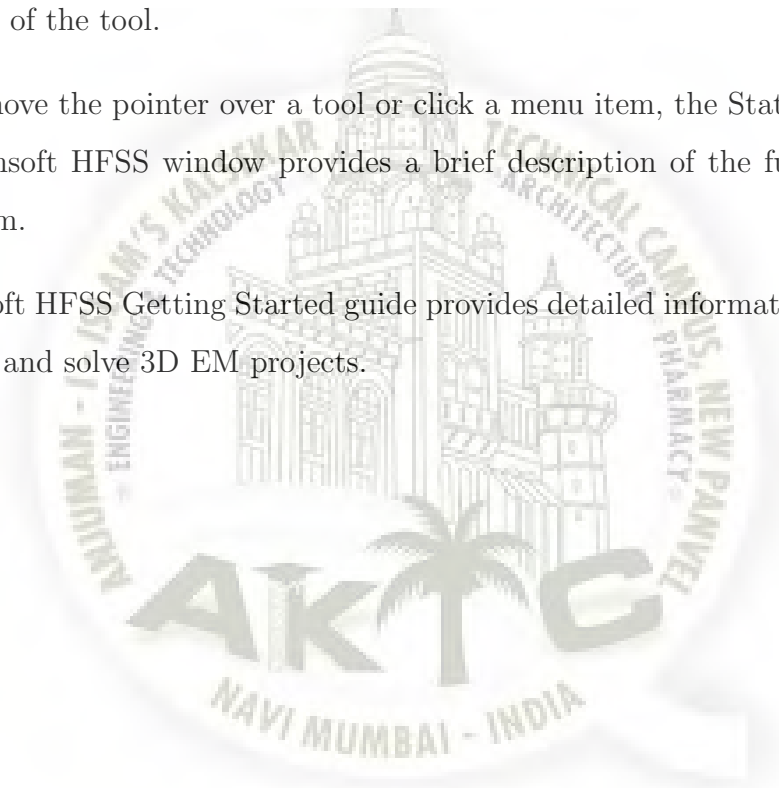 of the tool.
ove the pointer over a tool or click a menu item, the Stat
nsoft HFSS window provides a brief description of the fu
m.
oft HFSS Getting Started guide provides detailed informat
and solve 3D EM projects.
ANJUMAN - I - ISLAM'S KALSEKAR TECHNICAL CAMPUS, NEW PANVEL
ENGINEERING & TECHNOLOGY ARCHITECTURE - PHARMACY
AIKTC
NAVI MUMBAI - INDIA